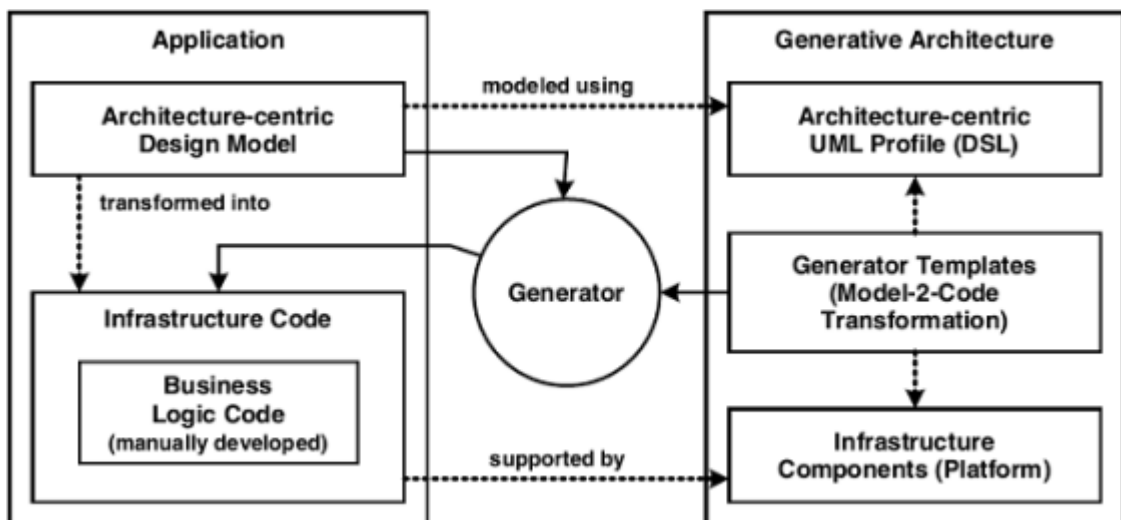 Application
Generative Architecture
Architecture-centric
Design Model
modeled using
Architecture-centric
UML Profile (DSL)
transformed into
Generator
Generator Templates
(Model-2-Code
Transformation)
Infrastructure Code
Business
Logic Code
(manually developed)
supported by
Infrastructure
Components (Platform)